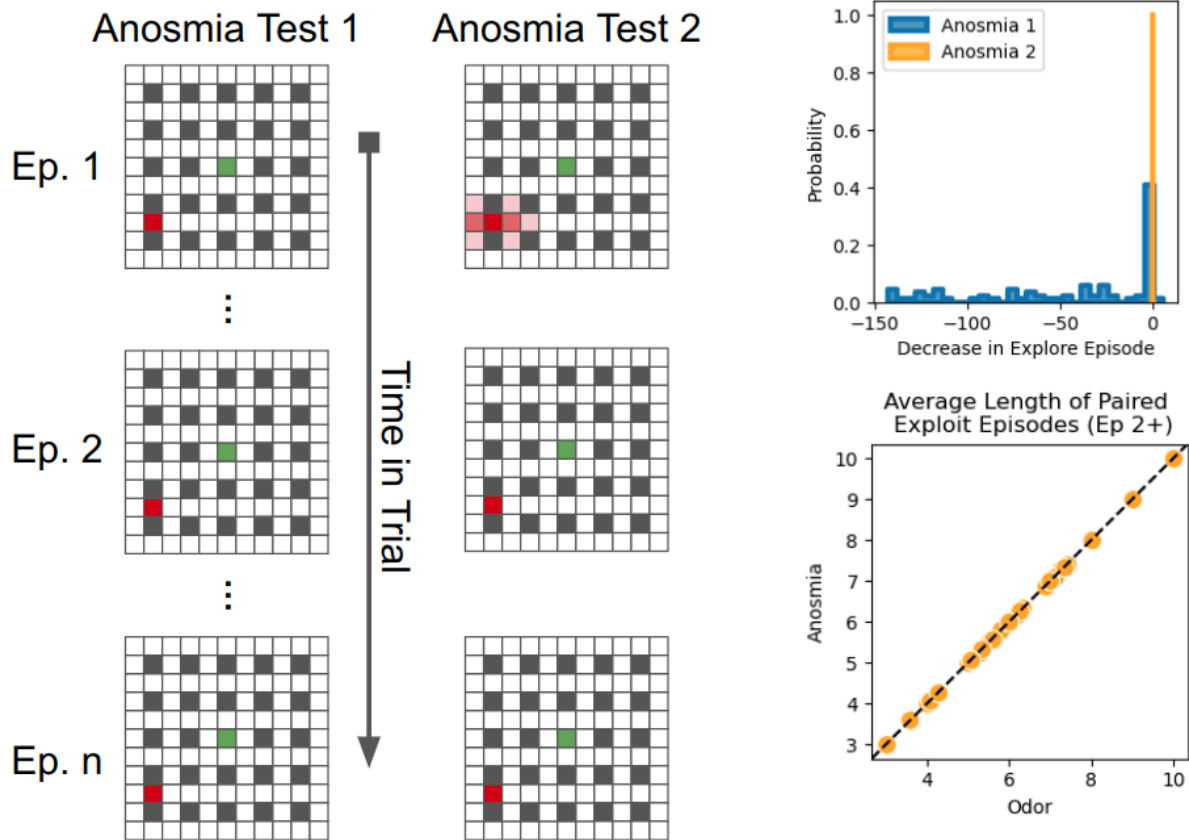 Anosmia Test 1
Anosmia Test 2
Ep. 1
...
Ep. 2
...
Ep. n
Time in Trial
Anosmia 1
Anosmia 2
Probability
1.0
0.8
0.6
0.4
0.2
0.0
−150
−100
−50
0
Decrease in Explore Episode
Average Length of Paired
Exploit Episodes (Ep 2+)
Anosmia
10
9
8
7
6
5
4
3
4
6
8
10
Odor